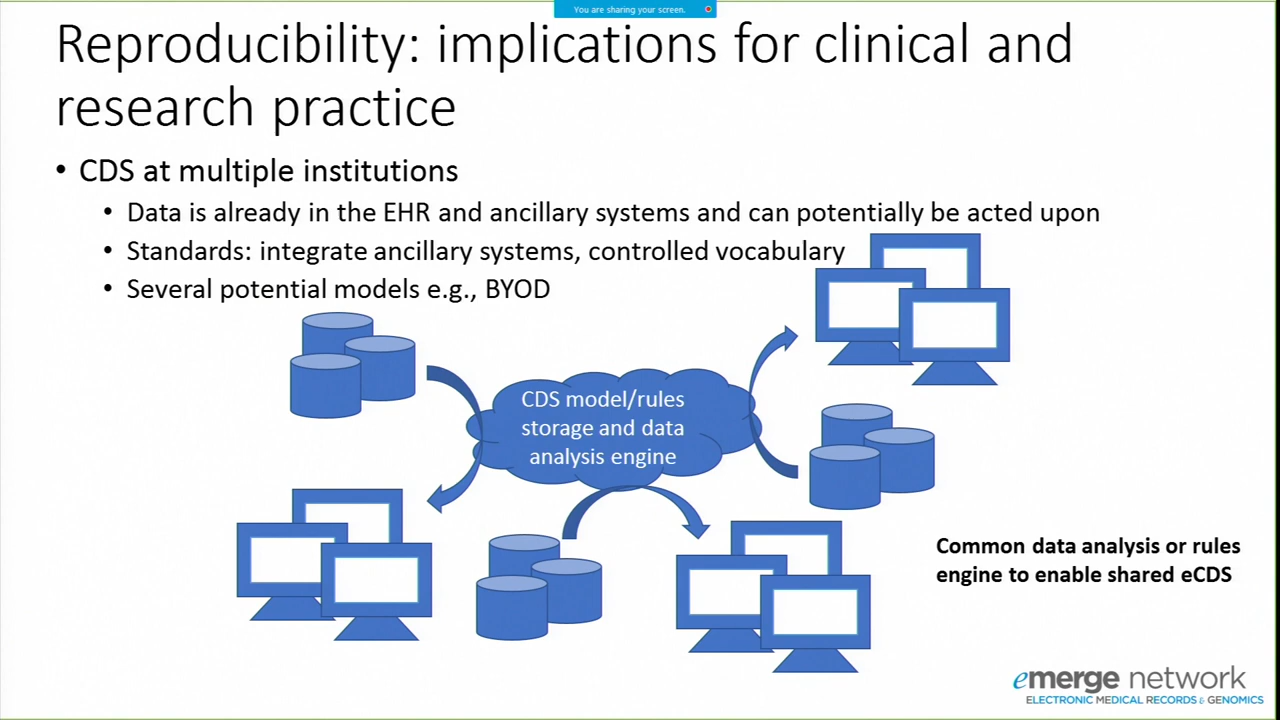 You are sharing your screen.
Reproducibility: implications for clinical and
research practice
• CDS at multiple institutions
• Data is already in the EHR and ancillary systems and can potentially be acted upon
• Standards: integrate ancillary systems, controlled vocabulary
• Several potential models e.g., BYOD
CDS model/rules
storage and data
analysis engine
Common data analysis or rules
engine to enable shared eCDS
emerge network
ELECTRONIC MEDICAL RECORDS & GENOMICS